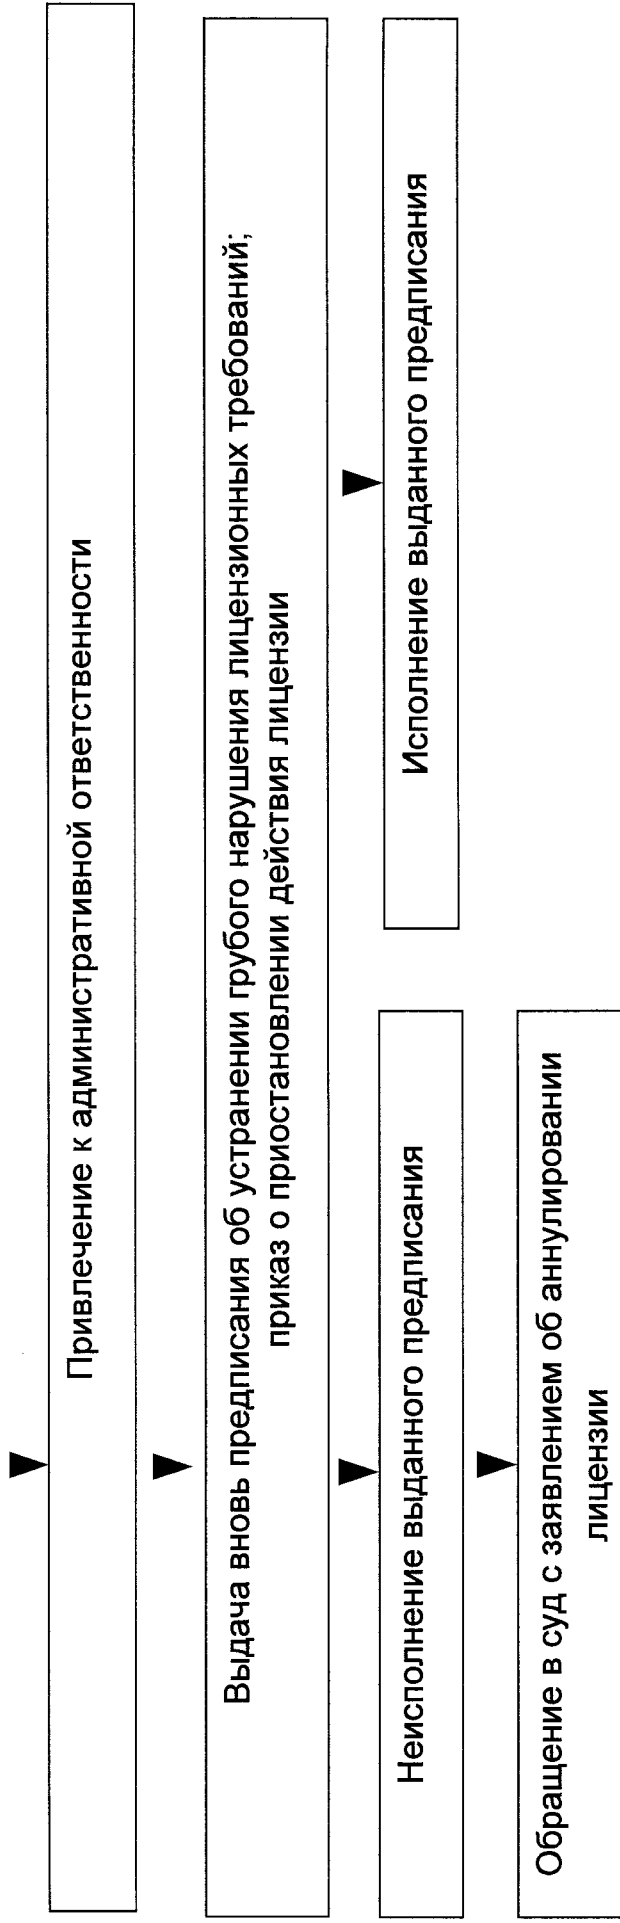 Привлечение к административной ответственности
Выдача вновь предписания об устранении грубого нарушения лицензионных требований;
приказ о приостановлении действия лицензии
Неисполнение выданного предписания
Исполнение выданного предписания
Обращение в суд с заявлением об аннулировании
лицензии